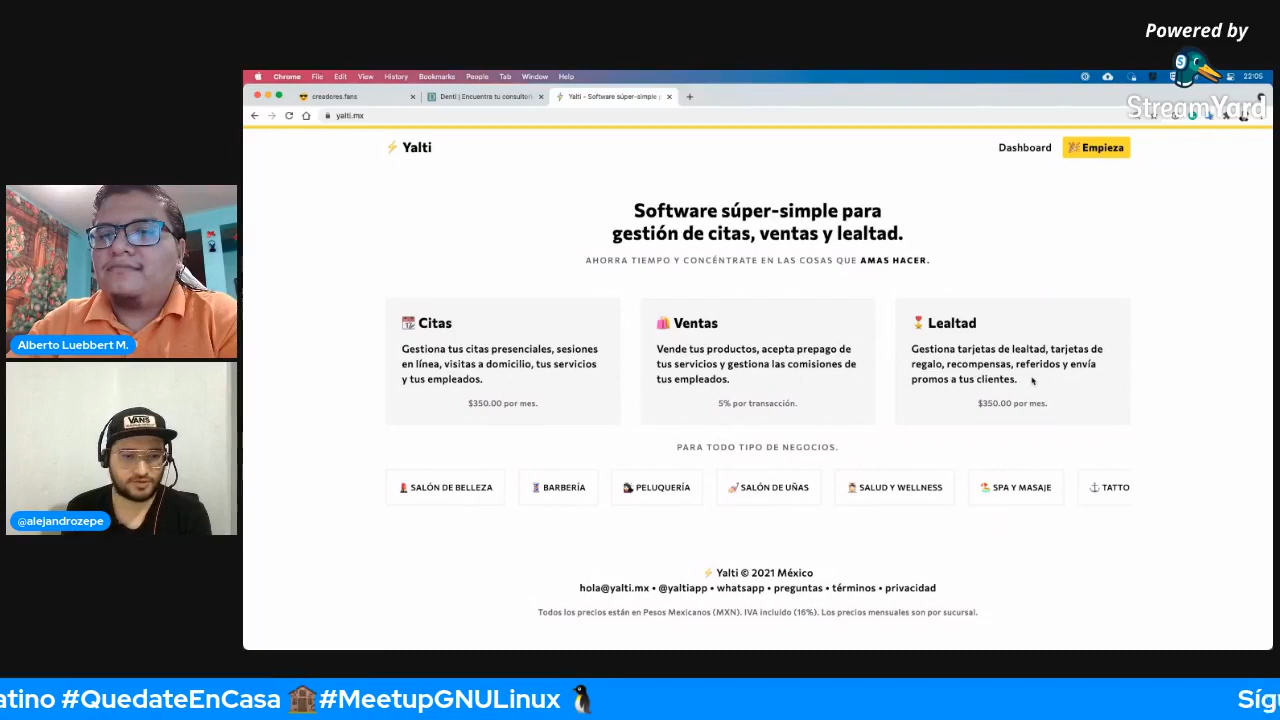 Powered by
StreamYard
Chrome File Edit View History Bookmarks People Tab Window Help
22:05
creadores.fans
Denti | Encuentra tu consultori
Yalti - Software súper-simple p
yalti.mx
Yalti
Dashboard
Empieza
Software súper-simple para
gestión de citas, ventas y lealtad.
AHORRA TIEMPO Y CONCÉNTRATE EN LAS COSAS QUE AMAS HACER.
Citas
Gestiona tus citas presenciales, sesiones
en línea, visitas a domicilio, tus servicios
y tus empleados.
$350.00 por mes.
Ventas
Vende tus productos, acepta prepago de
tus servicios y gestiona las comisiones de
tus empleados.
5% por transacción.
Lealtad
Gestiona tarjetas de lealtad, tarjetas de
regalo, recompensas, referidos y envía
promos a tus clientes.
$350.00 por mes.
PARA TODO TIPO DE NEGOCIOS.
SALÓN DE BELLEZA
BARBERÍA
PELUQUERÍA
SALÓN DE UÑAS
SALUD Y WELLNESS
SPA Y MASAJE
TATTO
Yalti © 2021 México
hola@yalti.mx • @yaltiapp • whatsapp • preguntas • términos • privacidad
Todos los precios están en Pesos Mexicanos (MXN). IVA incluido (16%). Los precios mensuales son por sucursal.
Alberto Luebbert M.
VANS
@alejandrozepe
atino #QuedateEnCasa 🏚️#MeetupGNULinux 🐧
Sígu